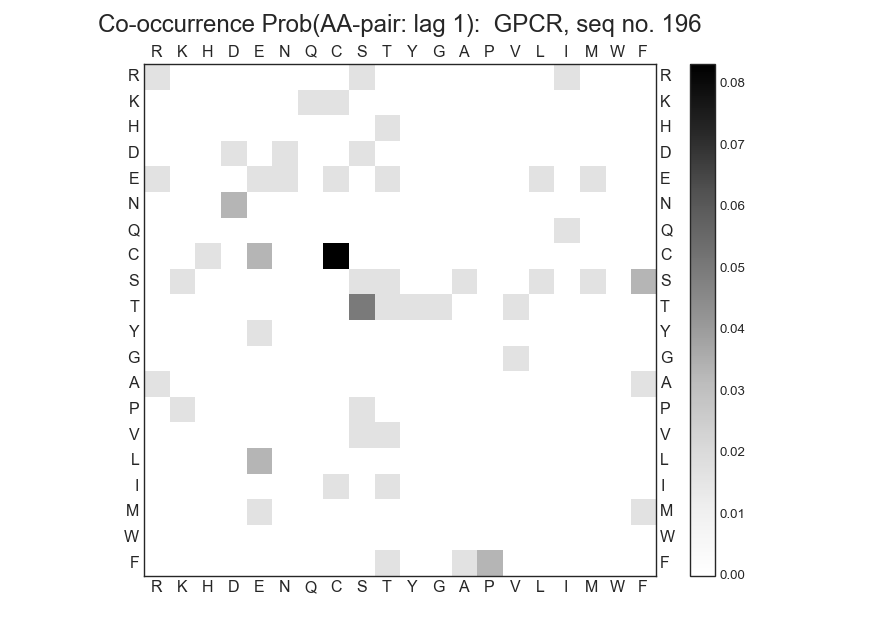 Co-occurrence Prob(AA-pair: lag 1):  GPCR, seq no. 196
R K H D E N Q C S T Y G A P V L I M W F
R R 0.08
K K
H H 0.07
D D
E E 0.06
N N
Q Q
C C 0.05
S S
T T 0.04
Y Y
G G
A A 0.03
P P
V V 0.02
L L
I I
M M 0.01
W W
F F 0.00
R K H D E N Q C S T Y G A P V L I M W F